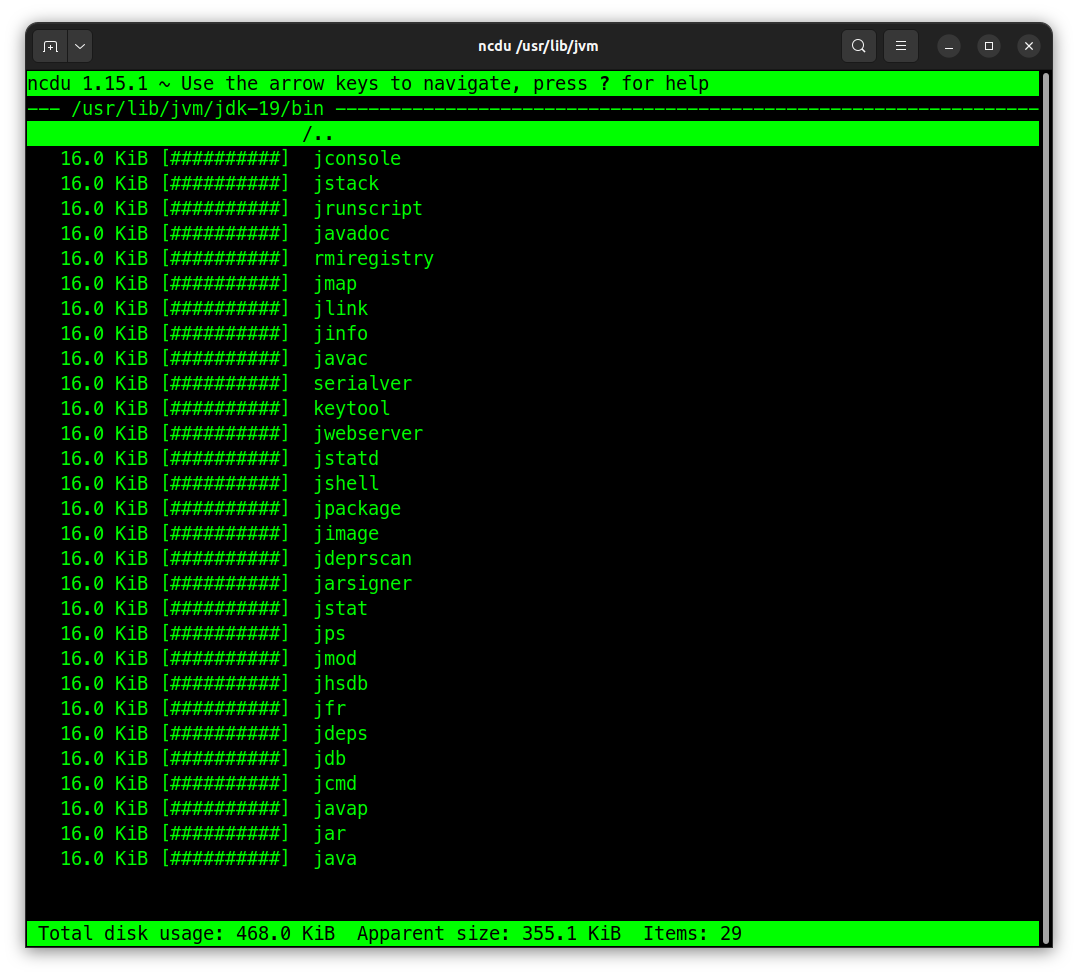 ncdu /usr/lib/jvm
ncdu 1.15.1 ~ Use the arrow keys to navigate, press ? for help
--- /usr/lib/jvm/jdk-19/bin ----------------------------------------------------------------
/..
16.0 KiB [##########] jconsole
16.0 KiB [##########] jstack
16.0 KiB [##########] jrunscript
16.0 KiB [##########] javadoc
16.0 KiB [##########] rmiregistry
16.0 KiB [##########] jmap
16.0 KiB [##########] jlink
16.0 KiB [##########] jinfo
16.0 KiB [##########] javac
16.0 KiB [##########] serialver
16.0 KiB [##########] keytool
16.0 KiB [##########] jwebserver
16.0 KiB [##########] jstatd
16.0 KiB [##########] jshell
16.0 KiB [##########] jpackage
16.0 KiB [##########] jimage
16.0 KiB [##########] jdeprscan
16.0 KiB [##########] jarsigner
16.0 KiB [##########] jstat
16.0 KiB [##########] jps
16.0 KiB [##########] jmod
16.0 KiB [##########] jhsdb
16.0 KiB [##########] jfr
16.0 KiB [##########] jdeps
16.0 KiB [##########] jdb
16.0 KiB [##########] jcmd
16.0 KiB [##########] javap
16.0 KiB [##########] jar
16.0 KiB [##########] java
Total disk usage: 468.0 KiB  Apparent size: 355.1 KiB  Items: 29